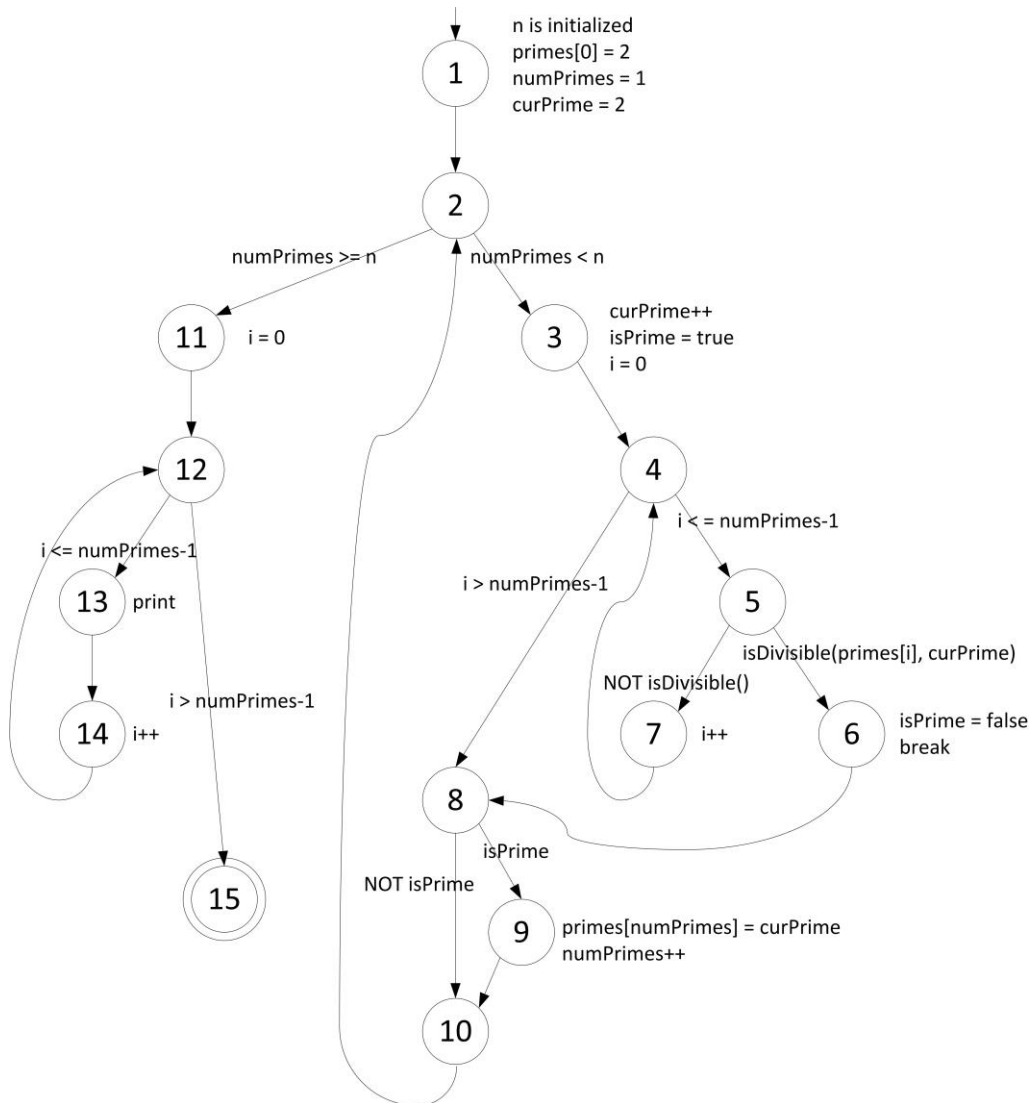 n is initialized
primes[0] = 2
numPrimes = 1
curPrime = 2
1
2
numPrimes >= n
numPrimes < n
11
i = 0
3
curPrime++
isPrime = true
i = 0
12
4
i <= numPrimes-1
i < = numPrimes-1
13
print
i > numPrimes-1
5
isDivisible(primes[i], curPrime)
NOT isDivisible()
i > numPrimes-1
14
i++
7
i++
6
isPrime = false
break
8
isPrime
NOT isPrime
15
9
primes[numPrimes] = curPrime
numPrimes++
10